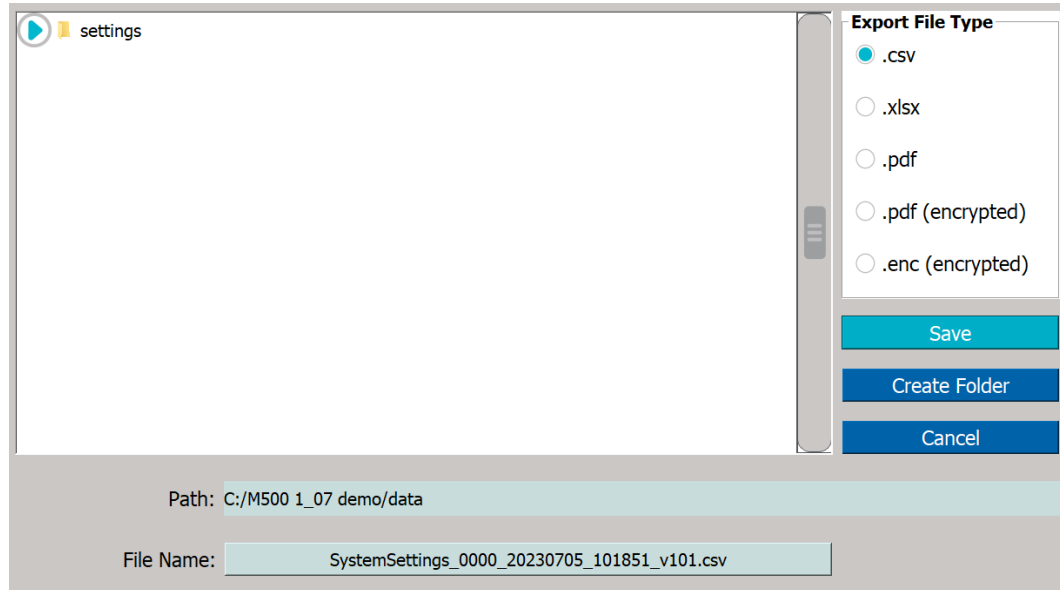 settings
Export File Type
.csv
.xlsx
.pdf
.pdf (encrypted)
.enc (encrypted)
Save
Create Folder
Cancel
Path: C:/M500 1_07 demo/data
File Name: SystemSettings_0000_20230705_101851_v101.csv